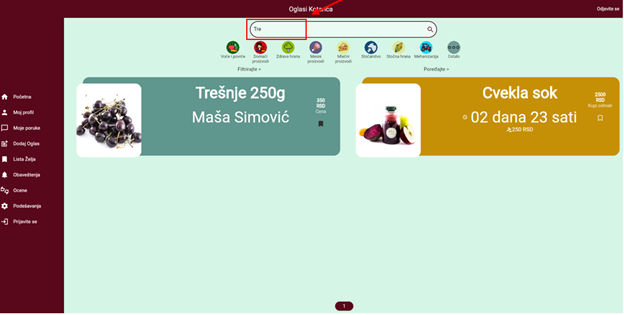 Oglasi Kotorica
Odjavite se
Tre
Voće i povrće
Domaći proizvodi
Zdrava hrana
Mesni proizvodi
Mlečni proizvodi
Stočarstvo
Stočna hrana
Mehanizacija
Ostalo
Filtrirajte
Poređajte
Početna
Moj profil
Moje poruke
Dodaj Oglas
Lista Želja
Obaveštenja
Ocene
Podešavanja
Prijavite se
Trešnje 250g
Maša Simović
350
RSD
Cena
Cvekla sok
02 dana 23 sati
250 RSD
2500
RSD
Kupi odmah!
1